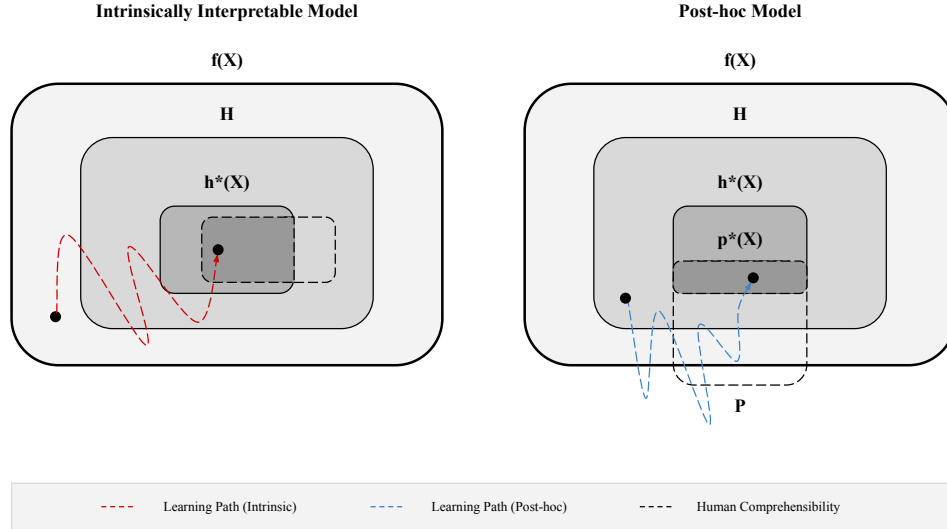 Intrinsically Interpretable Model
Post-hoc Model
f(X)
f(X)
H
H
h*(X)
h*(X)
p*(X)
P
Learning Path (Intrinsic)
Learning Path (Post-hoc)
Human Comprehensibility